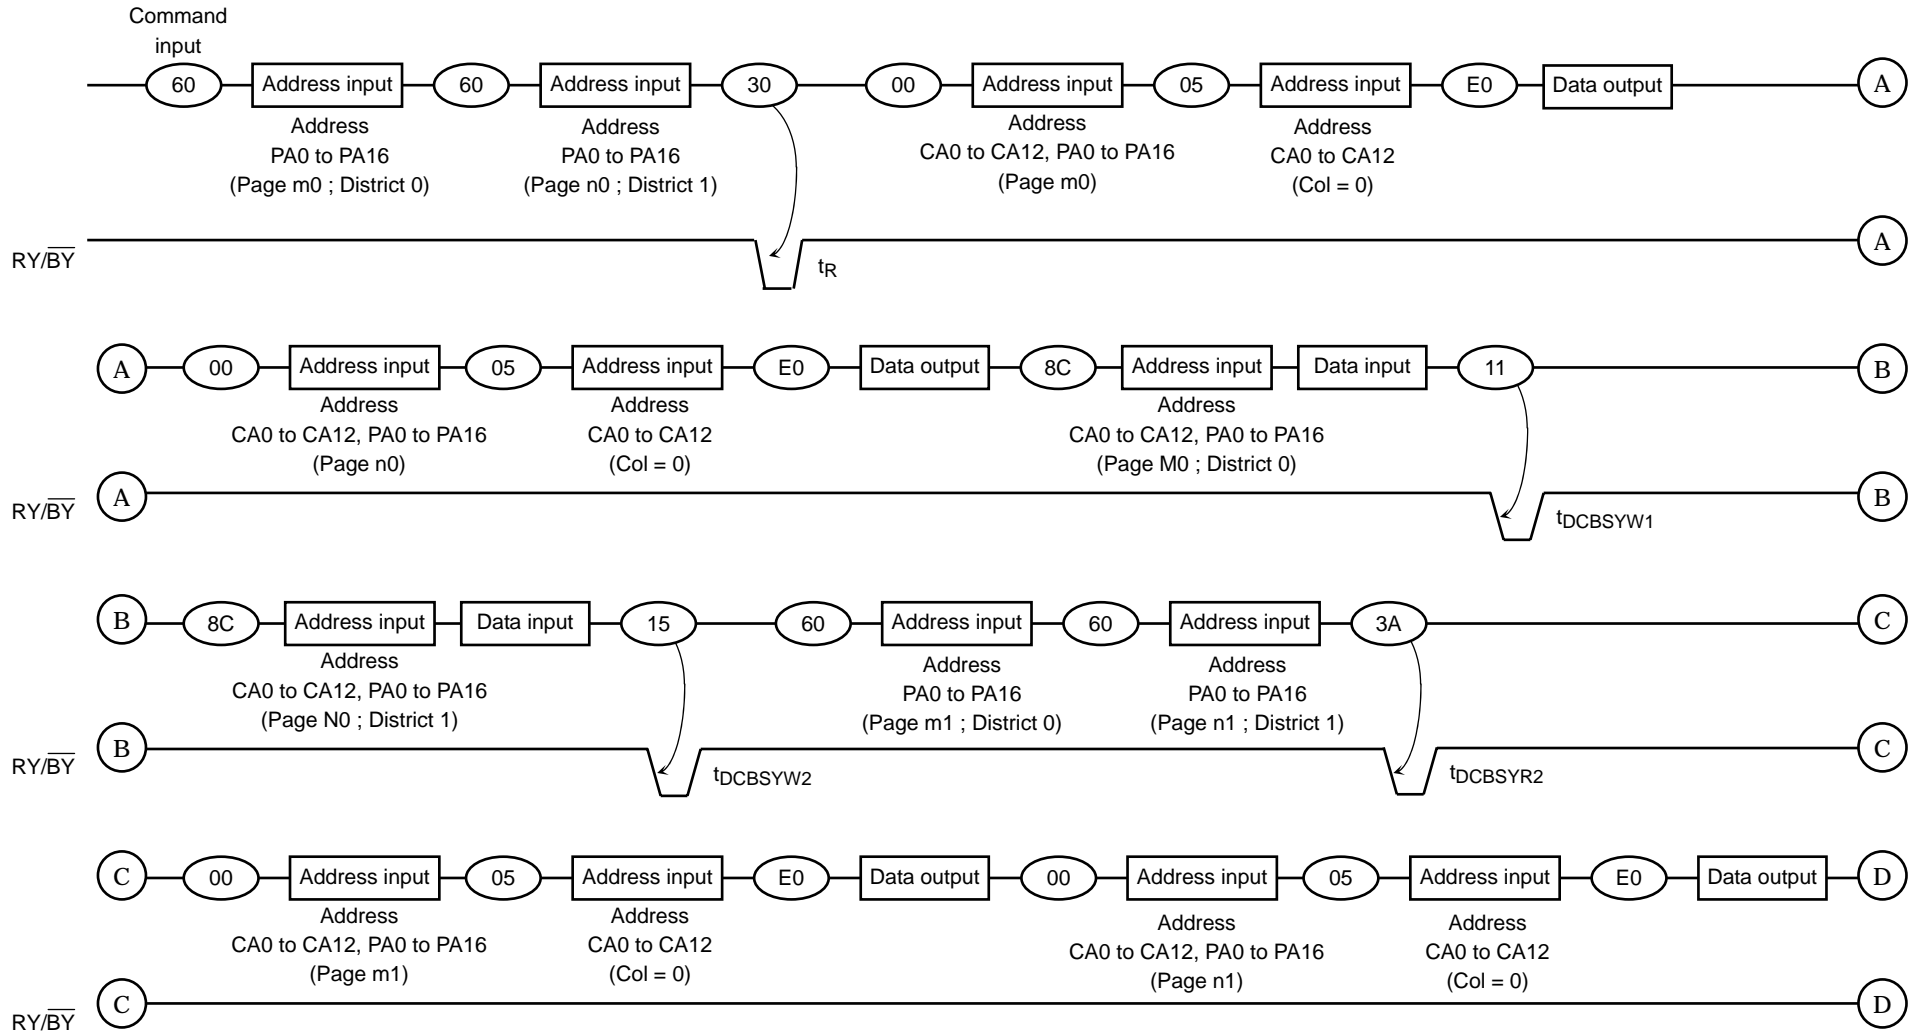 Command
input
60 Address input 60 Address input 30 00 Address input 05 Address input E0 Data output A
Address
PA0 to PA16
(Page m0 ; District 0)
Address
PA0 to PA16
(Page n0 ; District 1)
Address
CA0 to CA12, PA0 to PA16
(Page m0)
Address
CA0 to CA12
(Col = 0)
RY/BY A
tR
A 00 Address input 05 Address input E0 Data output 8C Address input Data input 11 B
Address
CA0 to CA12, PA0 to PA16
(Page n0)
Address
CA0 to CA12
(Col = 0)
Address
CA0 to CA12, PA0 to PA16
(Page M0 ; District 0)
RY/BY A B
tDCBSYW1
B 8C Address input Data input 15 60 Address input 60 Address input 3A C
Address
CA0 to CA12, PA0 to PA16
(Page N0 ; District 1)
Address
PA0 to PA16
(Page m1 ; District 0)
Address
PA0 to PA16
(Page n1 ; District 1)
RY/BY B C
tDCBSYW2
tDCBSYR2
C 00 Address input 05 Address input E0 Data output 00 Address input 05 Address input E0 Data output D
Address
CA0 to CA12, PA0 to PA16
(Page m1)
Address
CA0 to CA12
(Col = 0)
Address
CA0 to CA12, PA0 to PA16
(Page n1)
Address
CA0 to CA12
(Col = 0)
RY/BY C D